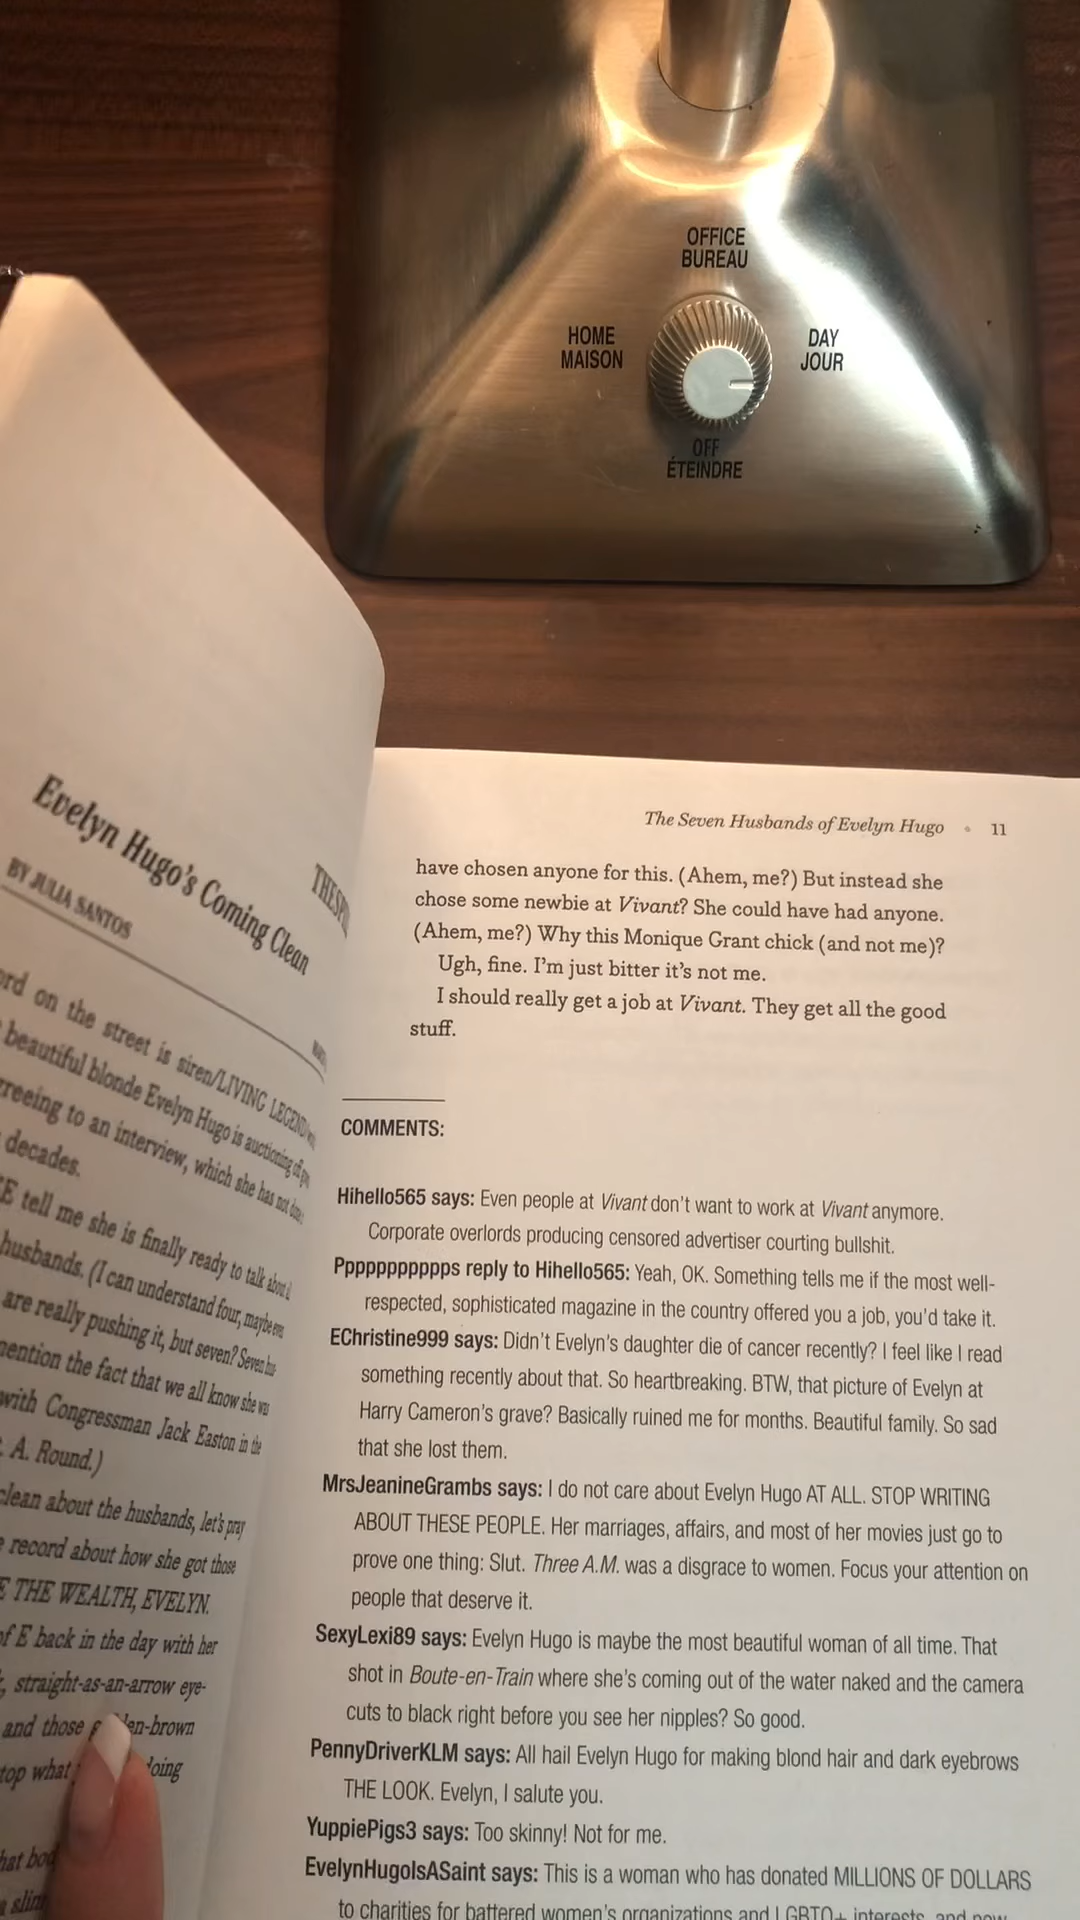 OFFICE
BUREAU
HOME
MAISON
DAY
JOUR
OFF
ÉTEINDRE
Evelyn Hugo's Coming Clean
BY JULIA SANTOS
on the street is siren/LIVING LEGEND
beautiful blonde Evelyn Hugo is auctioning off
to an interview, which she has not
decades.
tell me she is finally ready to talk about
husbands. (I can understand four, maybe
are really pushing it, but seven? Seven
the fact that we all know she was
with Congressman Jack Easton in the
A. Round.)
clean about the husbands, let's pray
record about how she got those
THE WEALTH, EVELYN.
of E back in the day with her
straight-as-an-arrow eye-
and those
what doing
The Seven Husbands of Evelyn Hugo • 11
have chosen anyone for this. (Ahem, me?) But instead she
chose some newbie at Vivant? She could have had anyone.
(Ahem, me?) Why this Monique Grant chick (and not me)?
Ugh, fine. I'm just bitter it's not me.
I should really get a job at Vivant. They get all the good
stuff.
COMMENTS:
Hihello565 says: Even people at Vivant don't want to work at Vivant anymore.
Corporate overlords producing censored advertiser courting bullshit.
Ppppppppppps reply to Hihello565: Yeah, OK. Something tells me if the most well-
respected, sophisticated magazine in the country offered you a job, you'd take it.
EChristine999 says: Didn't Evelyn's daughter die of cancer recently? I feel like I read
something recently about that. So heartbreaking. BTW, that picture of Evelyn at
Harry Cameron's grave? Basically ruined me for months. Beautiful family. So sad
that she lost them.
MrsJeanineGrambs says: I do not care about Evelyn Hugo AT ALL. STOP WRITING
ABOUT THESE PEOPLE. Her marriages, affairs, and most of her movies just go to
prove one thing: Slut. Three A.M. was a disgrace to women. Focus your attention on
people that deserve it.
SexyLexi89 says: Evelyn Hugo is maybe the most beautiful woman of all time. That
shot in Boute-en-Train where she's coming out of the water naked and the camera
cuts to black right before you see her nipples? So good.
PennyDriverKLM says: All hail Evelyn Hugo for making blond hair and dark eyebrows
THE LOOK. Evelyn, I salute you.
YuppiePigs3 says: Too skinny! Not for me.
EvelynHugoIsASaint says: This is a woman who has donated MILLIONS OF DOLLARS
to charities for battered women's organizations and LGBTQ+ interests, and now